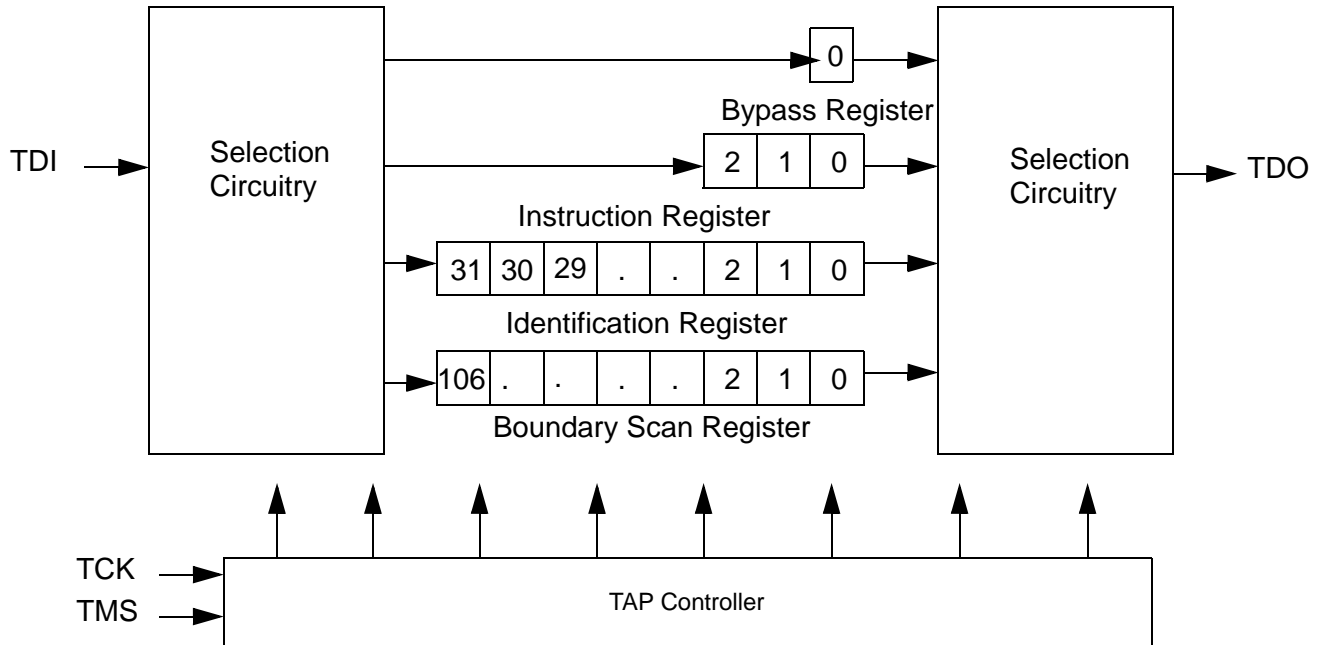 0
Bypass Register
TDI
Selection
Circuitry
2 1 0
Selection
Circuitry
TDO
Instruction Register
31 30 29 . . 2 1 0
Identification Register
106 . . . . 2 1 0
Boundary Scan Register
TCK
TMS
TAP Controller